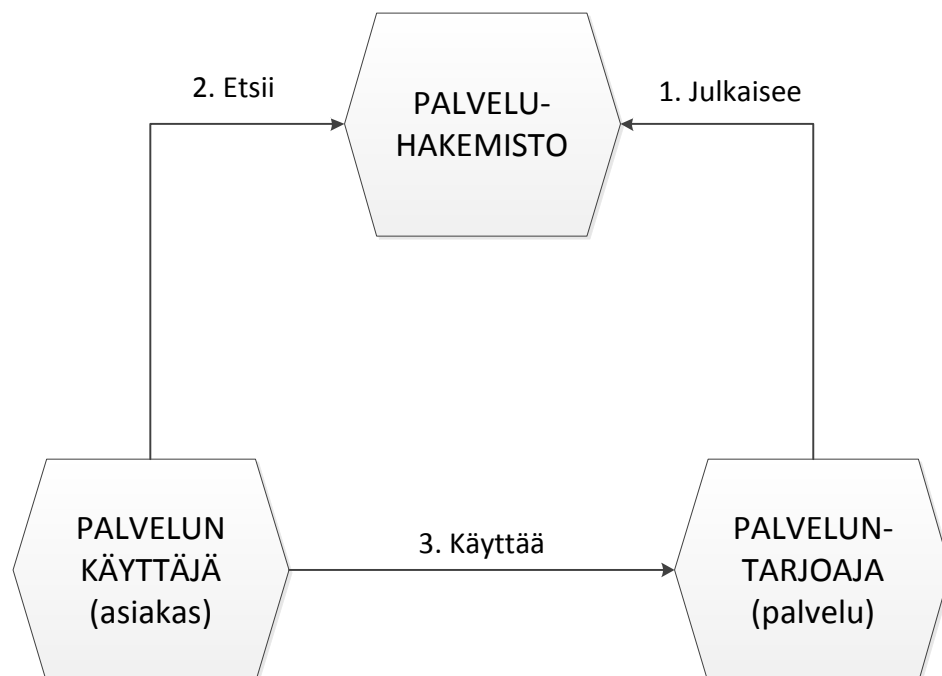 2. Etsii
1. Julkaisee
PALVELU-
HAKEMISTO
PALVELUN
KÄYTTÄJÄ
(asiakas)
3. Käyttää
PALVELUN-
TARJOAJA
(palvelu)